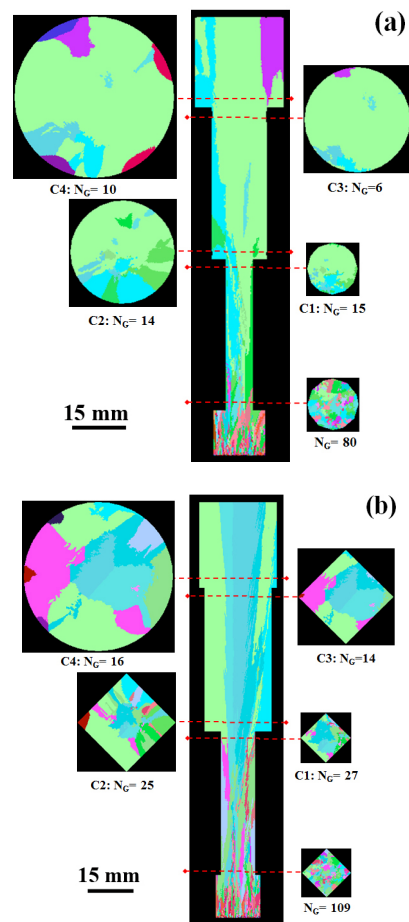 (a)
C4: NG= 10
C3: NG=6
C2: NG= 14
C1: NG= 15
15 mm
NG= 80
(b)
C4: NG= 16
C3: NG=14
C2: NG= 25
C1: NG= 27
15 mm
NG= 109